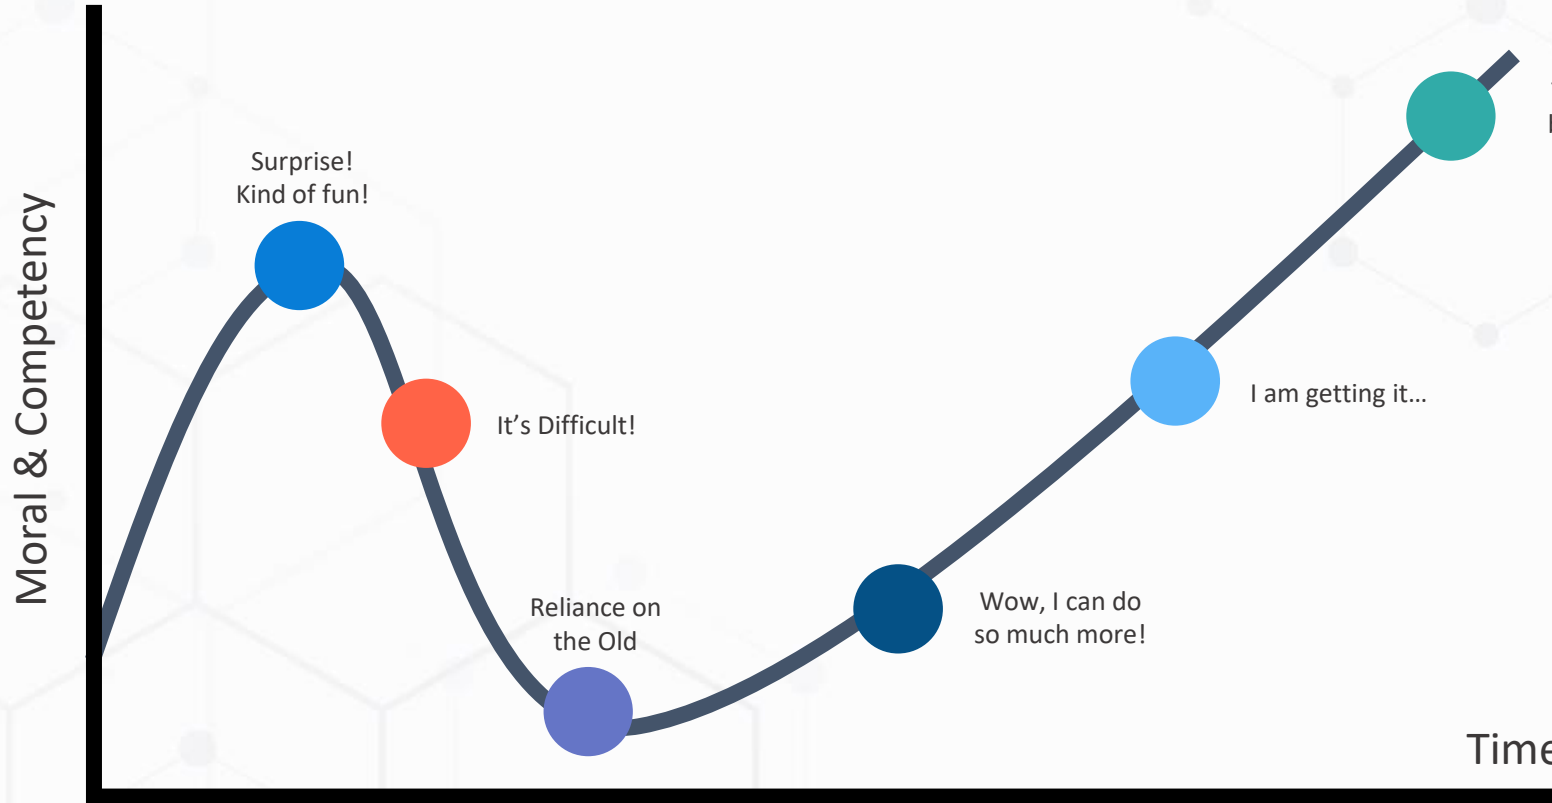 Moral & Competency
Surprise!
Kind of fun!
It's Difficult!
Reliance on
the Old
Wow, I can do
so much more!
I am getting it...
Time